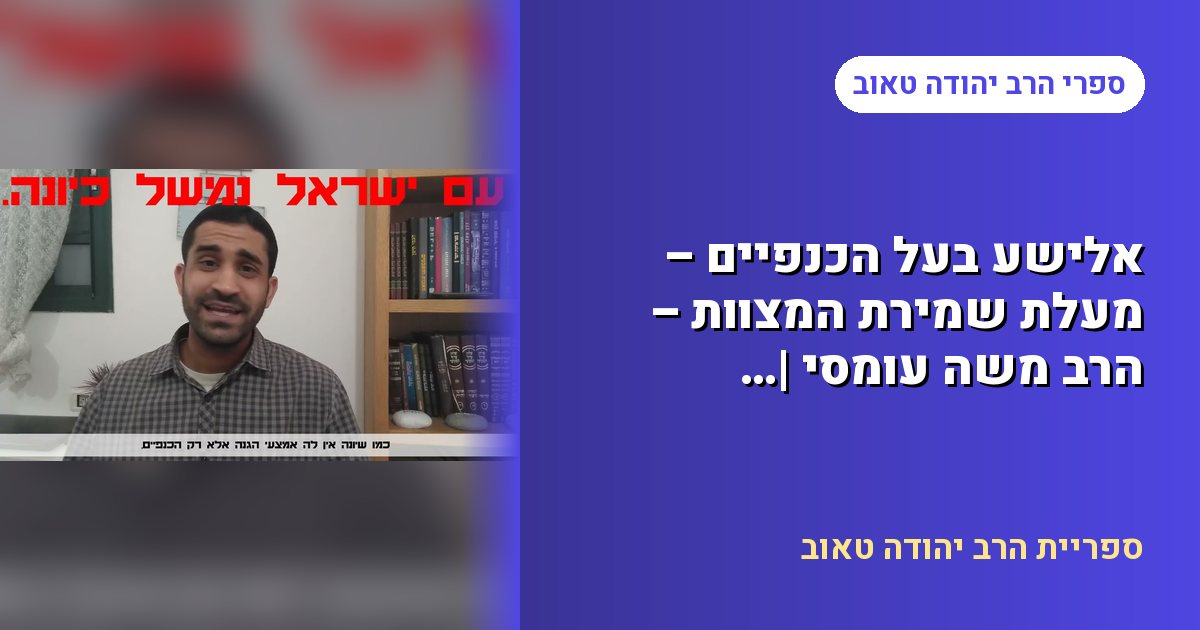 ספרי הרב יהודה טאוב
אלישע בעל הכנפיים –
מעלת שמירת המצוות –
הרב משה עומסי |...
ספריית הרב יהודה טאוב
עם ישראל נמשל כיונה.
כמו שיונה אין לה אמצעי הגנה אלא רק הכנפיים.